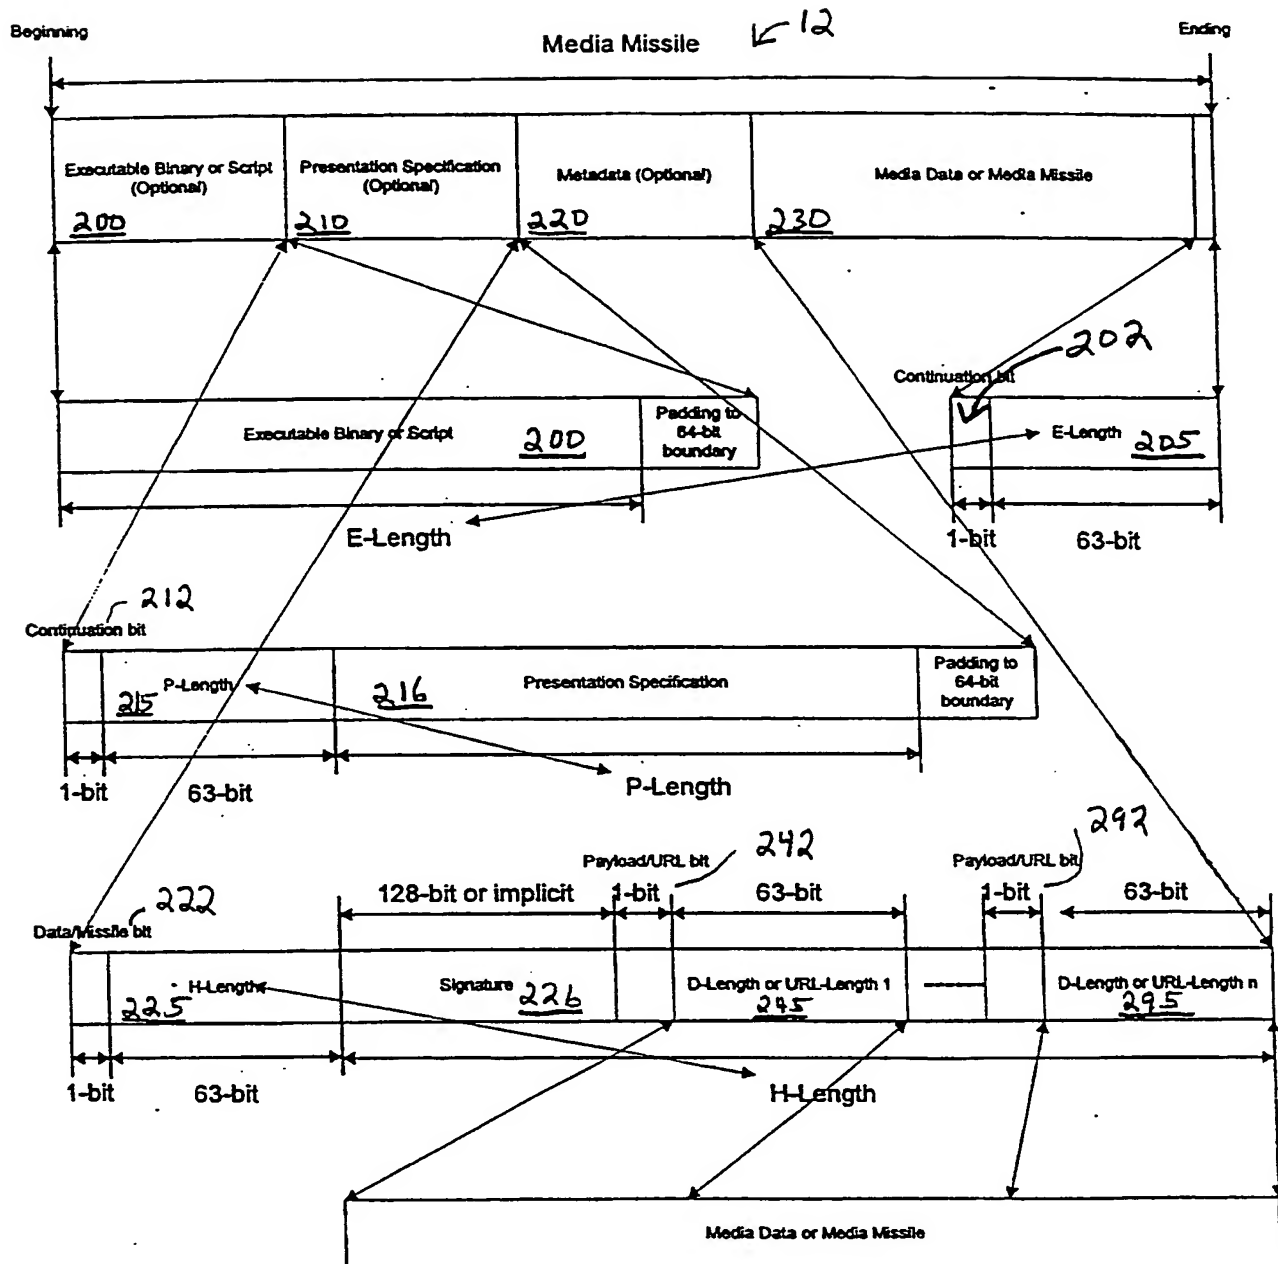 Beginning
Media Missile
12
Ending
Executable Binary or Script
(Optional)
200
Presentation Specification
(Optional)
210
Metadata (Optional)
220
Media Data or Media Missile
230
202
Continuation bit
Executable Binary or Script
200
Padding to
64-bit
boundary
E-Length
205
E-Length
1-bit
63-bit
212
Continuation bit
P-Length
215
216
Presentation Specification
Padding to
64-bit
boundary
1-bit
63-bit
P-Length
242
292
Payload/URL bit
Payload/URL bit
128-bit or implicit
1-bit
63-bit
1-bit
63-bit
222
Data/Missile bit
H-Length
225
Signature
226
D-Length or URL-Length 1
245
D-Length or URL-Length n
295
1-bit
63-bit
H-Length
Media Data or Media Missile